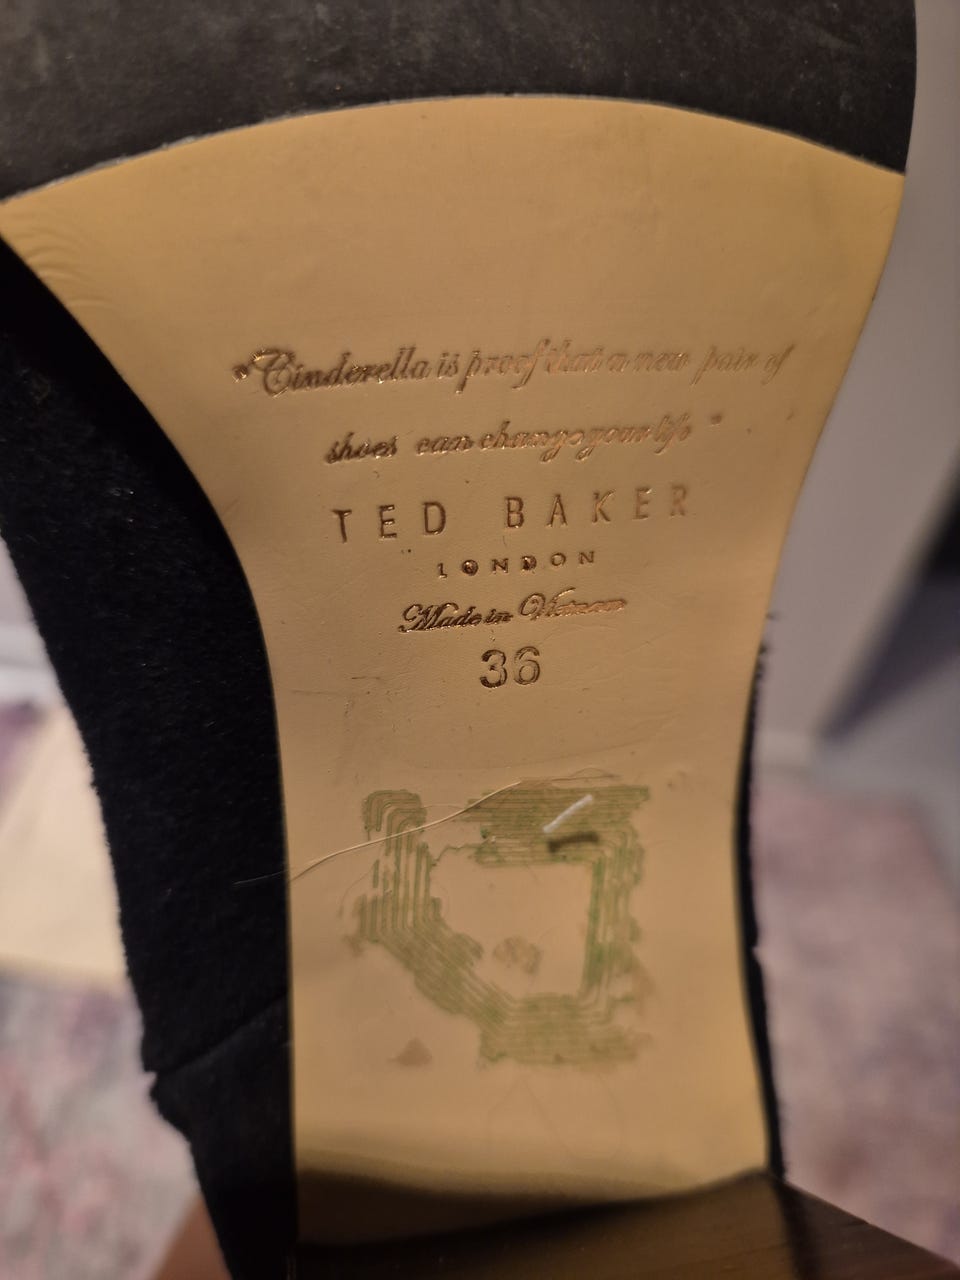 "Cinderella is proof that a new pair of
shoes can change your life"
TED BAKER
LONDON
Made in Vietnam
36